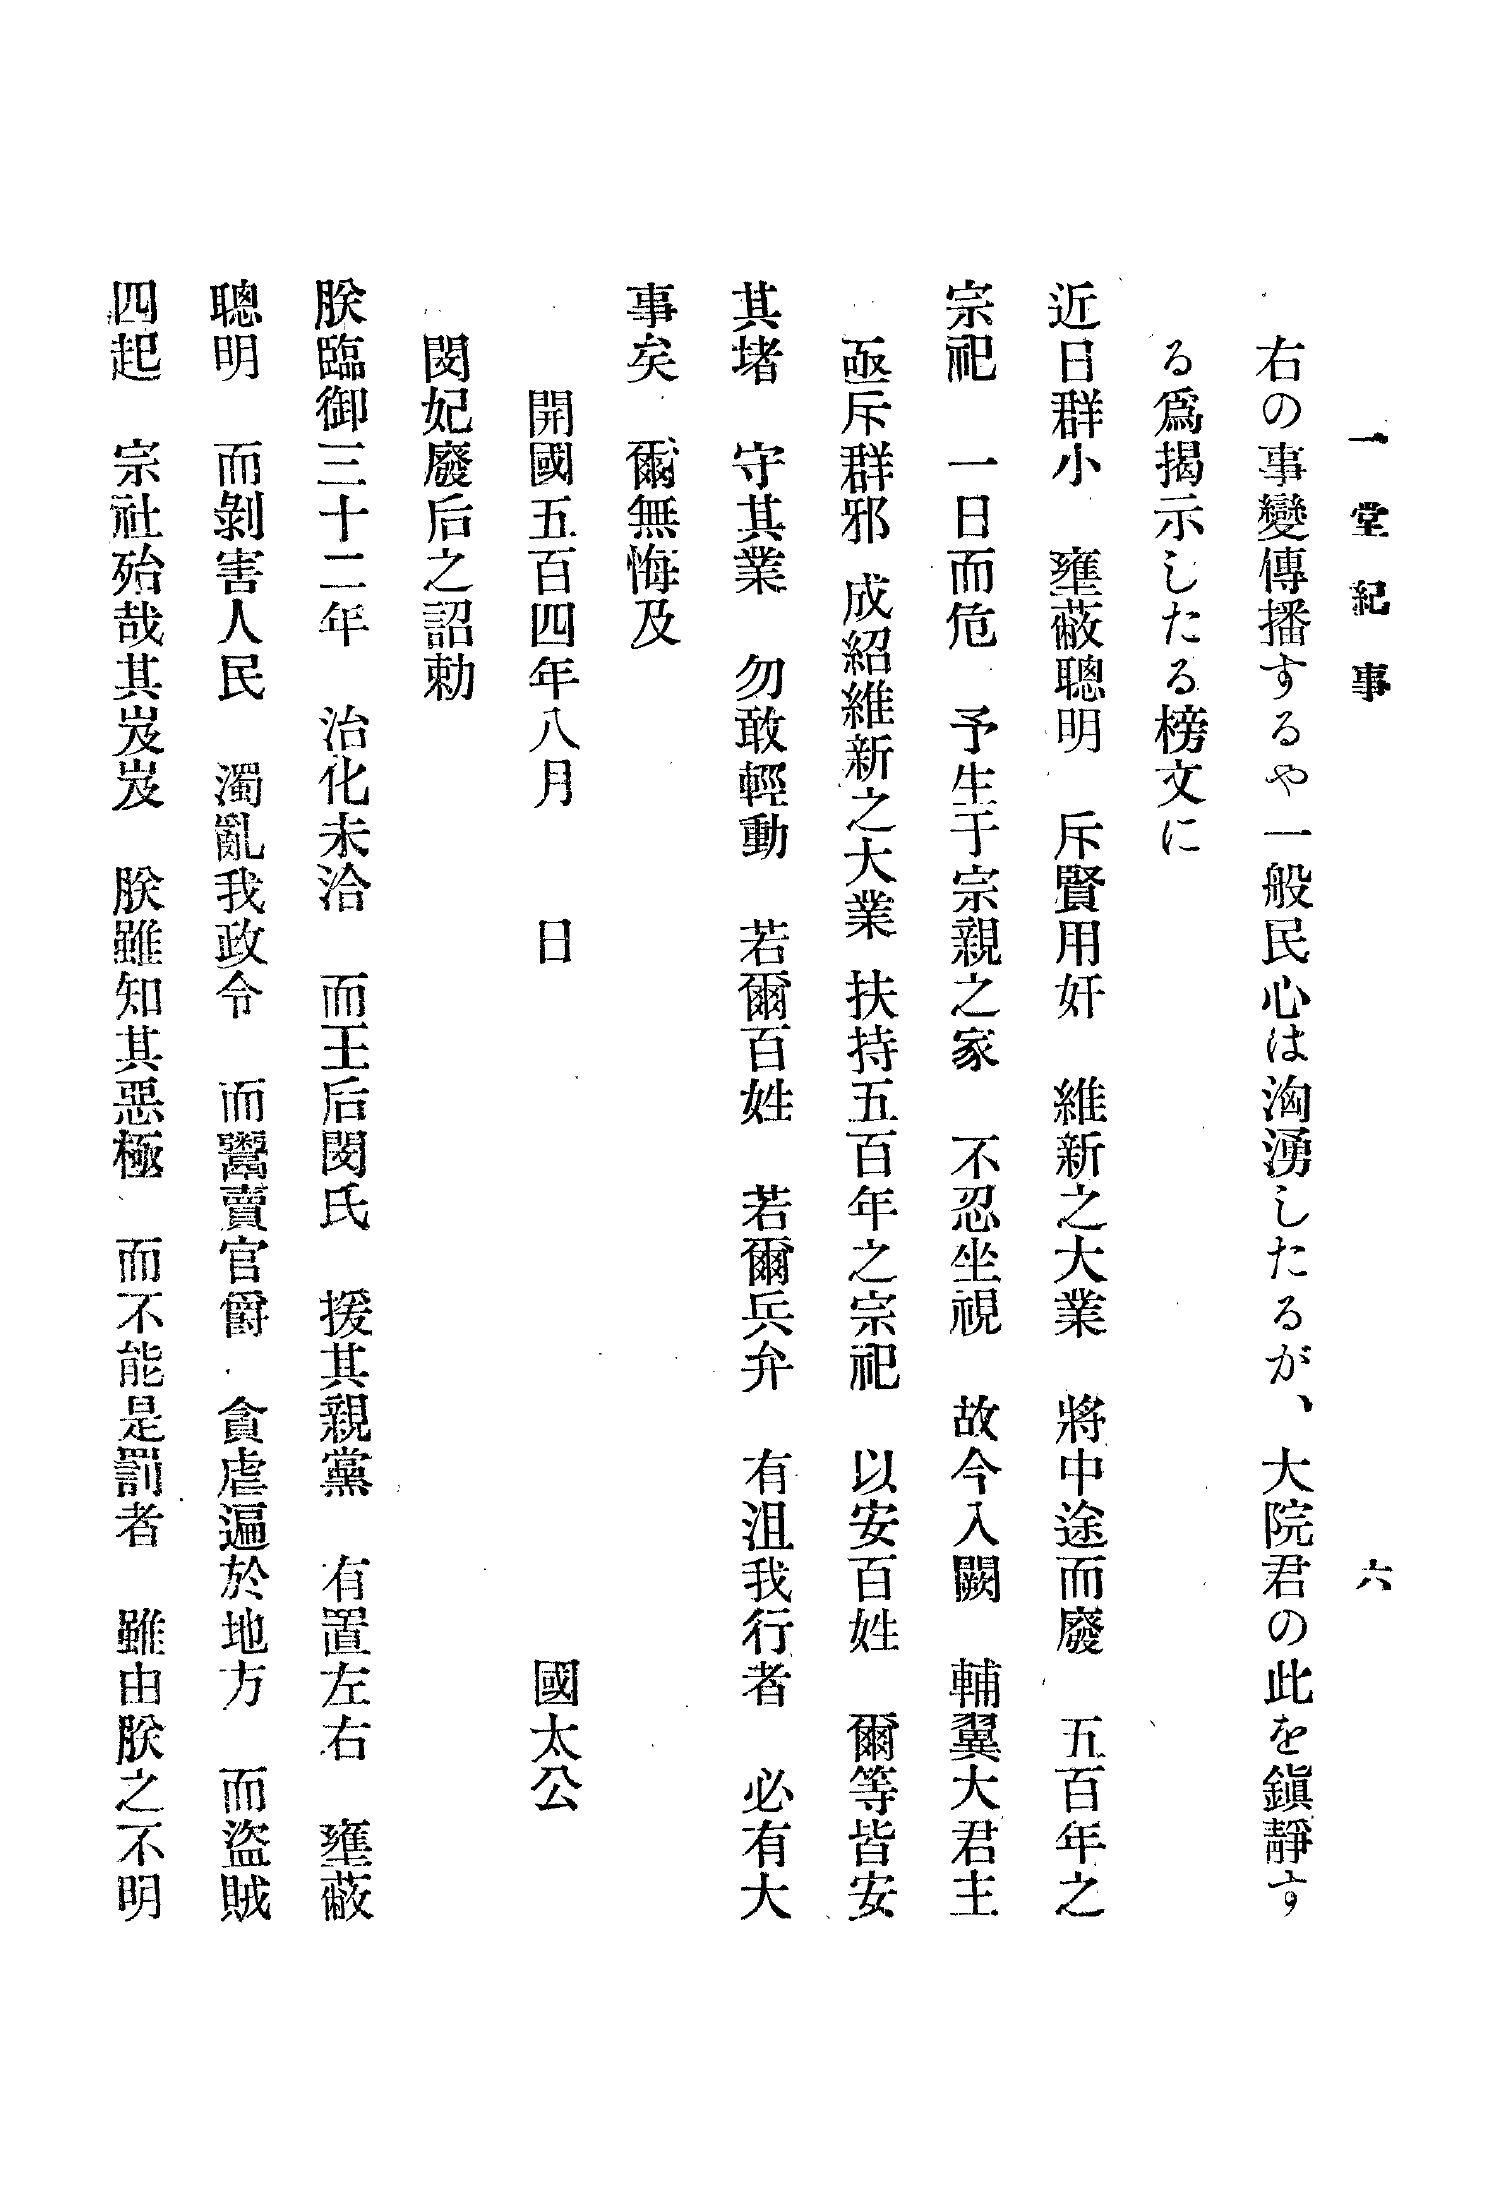 一堂紀事　六
右の事變傳播するや一般民心は洶湧したるが、大院君の此を鎭靜す
る爲揭示したる榜文に
近日群小　壅蔽聰明　斥賢用奸　維新之大業　將中途而廢　五百年之
宗祀　一日而危　予生于宗親之家　不忍坐視　故今入闕　輔翼大君主
亟斥群邪　成紹維新之大業　扶持五百年之宗祀　以安百姓　爾等皆安
其堵　守其業　勿敢輕動　若爾百姓　若爾兵弁　有沮我行者　必有大
事矣　爾無悔及
開國五百四年八月　　日　　國太公
閔妃廢后之詔勅
朕臨御三十二年　治化未洽　而王后閔氏　援其親黨　有置左右　壅蔽
聰明　而剝害人民　濁亂我政令　而鬻賣官爵　貪虐遍於地方　而盜賊
四起　宗社殆哉其岌岌　朕雖知其惡極　而不能是罰者　雖由朕之不明